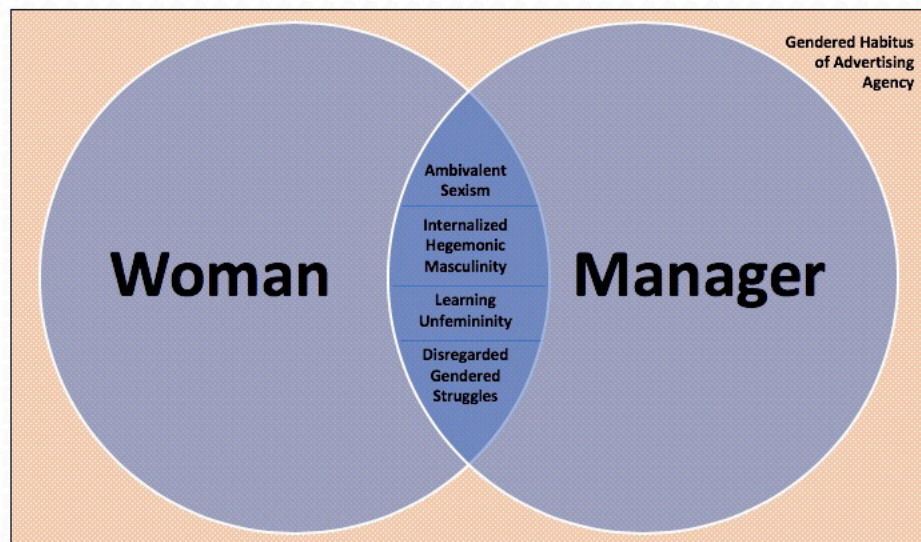 Gendered Habitus
of Advertising
Agency
Ambivalent
Sexism
Internalized
Hegemonic
Masculinity
Woman
Manager
Learning
Unfemininity
Disregarded
Gendered
Struggles